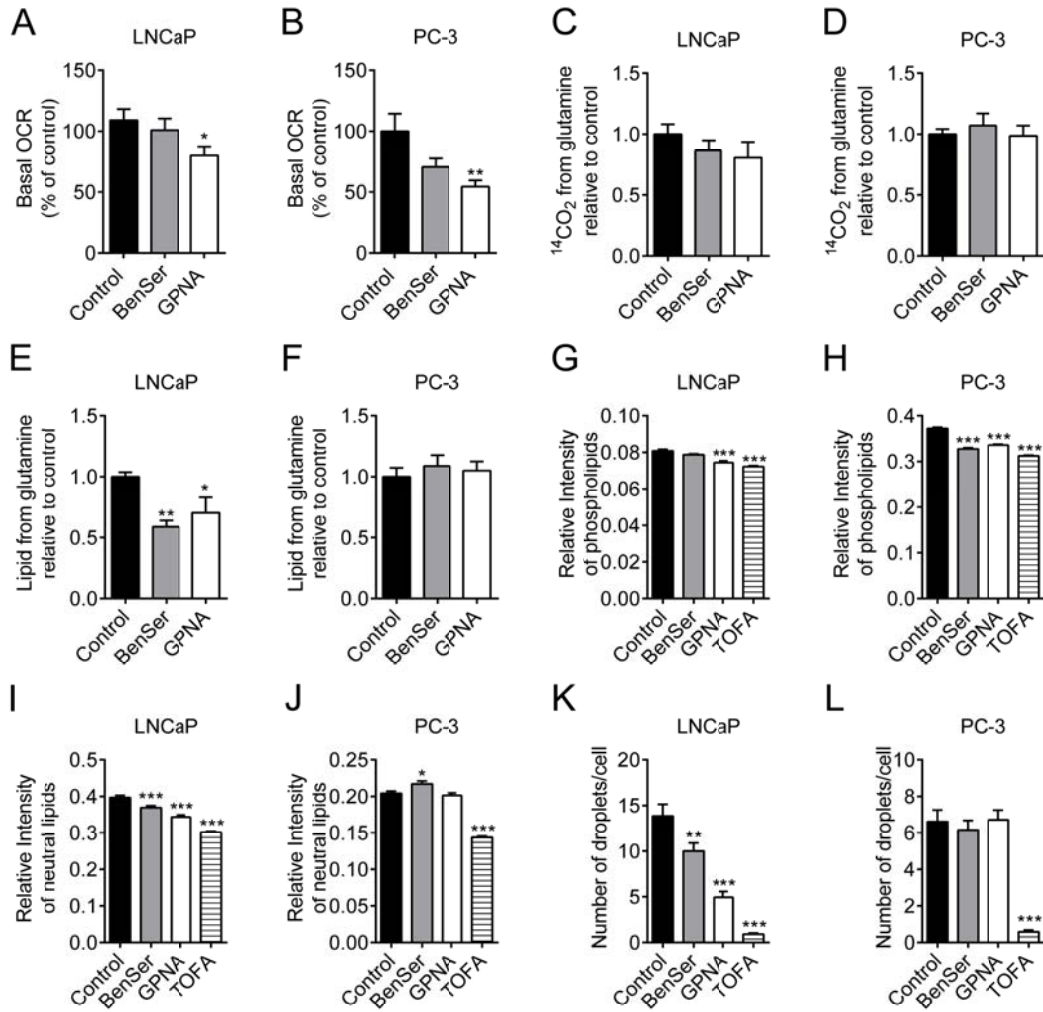 A
LNCaP
Basal OCR
(% of control)
150
100
50
0
*
Control
BenSer
GPNA
B
PC-3
Basal OCR
(% of control)
150
100
50
0
**
Control
BenSer
GPNA
C
LNCaP
14CO2 from glutamine
relative to control
1.5
1.0
0.5
0.0
Control
BenSer
GPNA
D
PC-3
14CO2 from glutamine
relative to control
1.5
1.0
0.5
0.0
Control
BenSer
GPNA
E
LNCaP
Lipid from glutamine
relative to control
1.5
1.0
0.5
0.0
**
*
Control
BenSer
GPNA
F
PC-3
Lipid from glutamine
relative to control
1.5
1.0
0.5
0.0
Control
BenSer
GPNA
G
LNCaP
Relative Intensity
of phospholipids
0.10
0.08
0.06
0.04
0.02
0.00
***
***
Control
BenSer
GPNA
TOFA
H
PC-3
Relative Intensity
of phospholipids
0.4
0.3
0.2
0.1
0.0
***
***
***
Control
BenSer
GPNA
TOFA
I
LNCaP
Relative Intensity
of neutral lipids
0.5
0.4
0.3
0.2
0.1
0.0
***
***
***
Control
BenSer
GPNA
TOFA
J
PC-3
Relative Intensity
of neutral lipids
0.25
0.20
0.15
0.10
0.05
0.00
*
***
Control
BenSer
GPNA
TOFA
K
LNCaP
Number of droplets/cell
20
15
10
5
0
**
***
***
Control
BenSer
GPNA
TOFA
L
PC-3
Number of droplets/cell
8
6
4
2
0
***
Control
BenSer
GPNA
TOFA